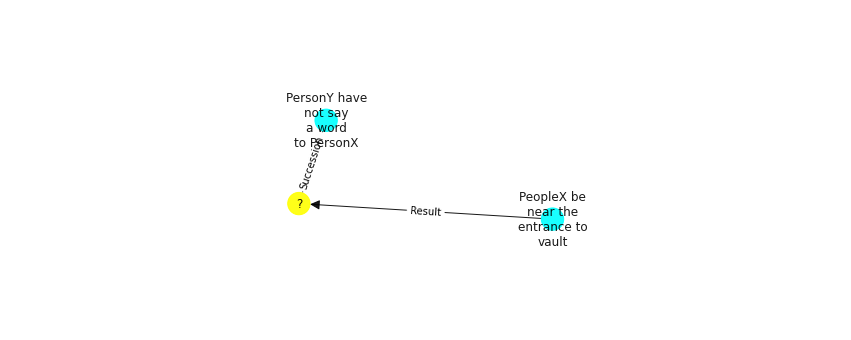 PersonY have
not say
a word
to PersonX
Succession
?
Result
PeopleX be
near the
entrance to
vault